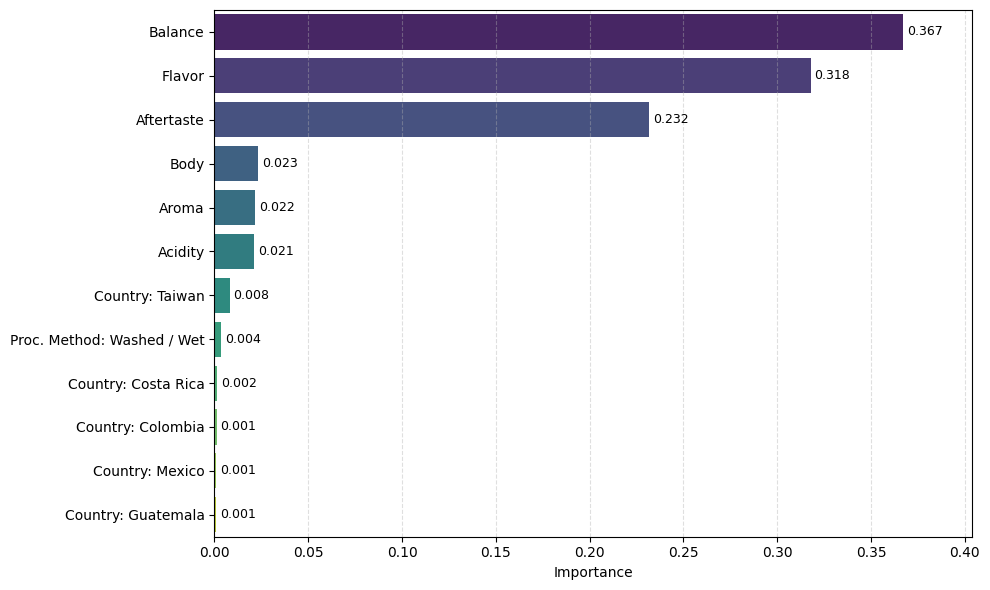 Balance 0.367
Flavor 0.318
Aftertaste 0.232
Body 0.023
Aroma 0.022
Acidity 0.021
Country: Taiwan 0.008
Proc. Method: Washed / Wet 0.004
Country: Costa Rica 0.002
Country: Colombia 0.001
Country: Mexico 0.001
Country: Guatemala 0.001
0.00 0.05 0.10 0.15 0.20 0.25 0.30 0.35 0.40
Importance